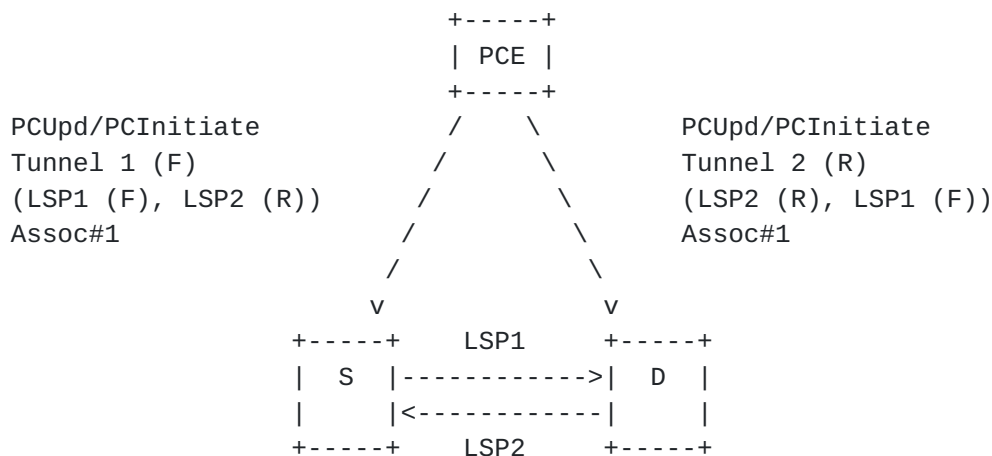 PCE
PCUpd/PCInitiate
Tunnel 1 (F)
(LSP1 (F), LSP2 (R))
Assoc#1
PCUpd/PCInitiate
Tunnel 2 (R)
(LSP2 (R), LSP1 (F))
Assoc#1
LSP1
S
D
LSP2